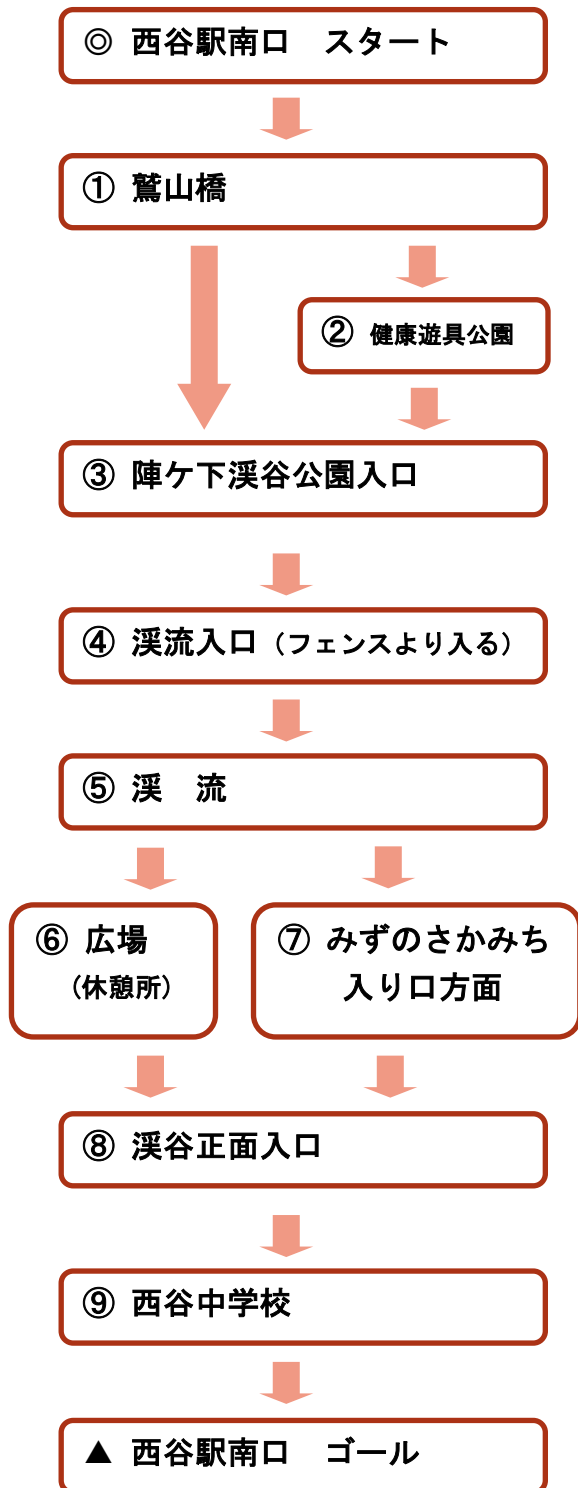 ◎ 西谷駅南口　スタート
① 鷲山橋
② 健康遊具公園
③ 陣ケ下渓谷公園入口
④ 渓流入口（フェンスより入る）
⑤ 渓　流
⑥ 広場
（休憩所）
⑦ みずのさかみち
入り口方面
⑧ 渓谷正面入口
⑨ 西谷中学校
▲ 西谷駅南口　ゴール